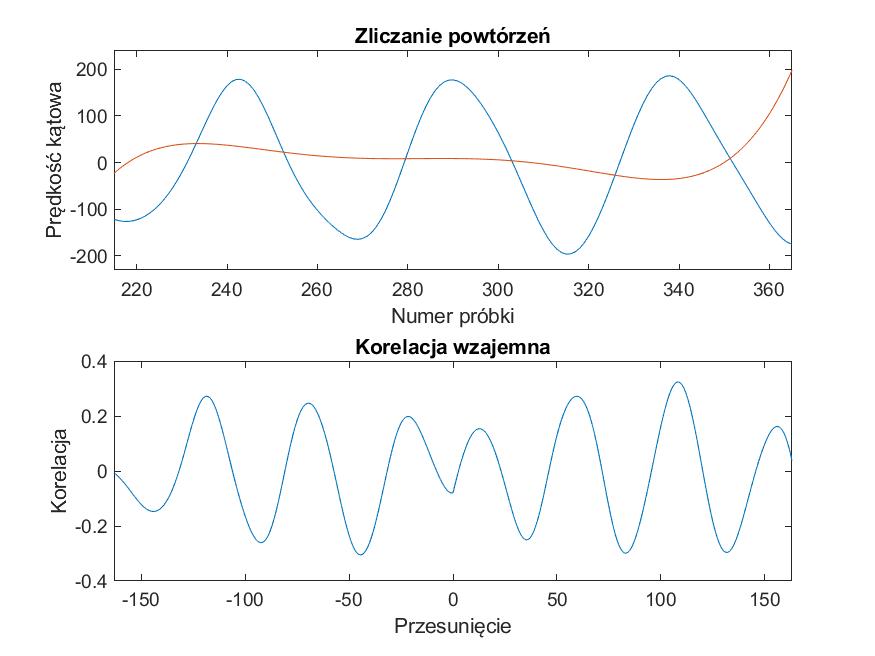 Zliczanie powtórzeń
Prędkość kątowa
200
100
0
-100
-200
220 240 260 280 300 320 340 360
Numer próbki
Korelacja wzajemna
Korelacja
0.4
0.2
0
-0.2
-0.4
-150 -100 -50 0 50 100 150
Przesunięcie